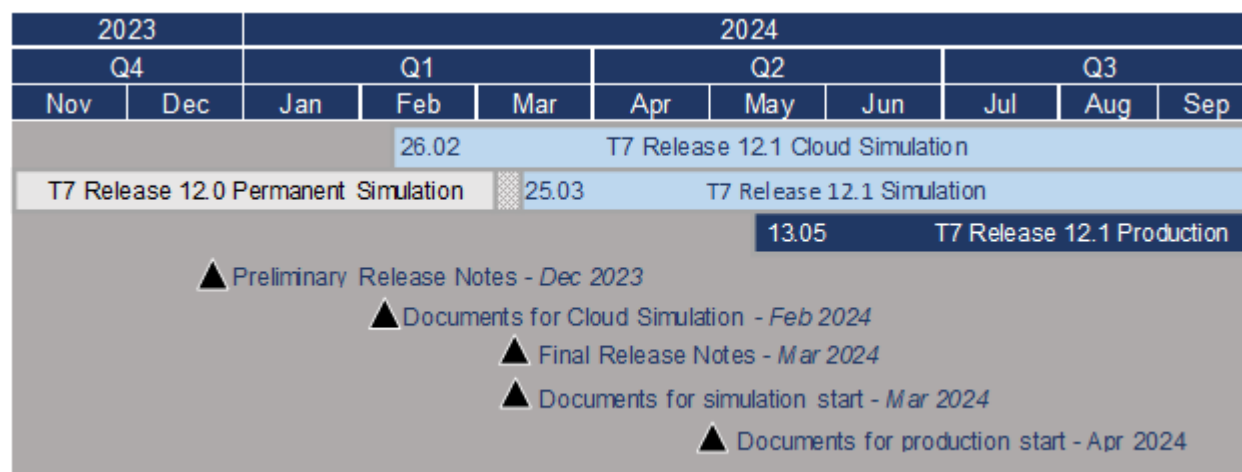 2023 2024
Q4 Q1 Q2 Q3
Nov Dec Jan Feb Mar Apr May Jun Jul Aug Sep
26.02 T7 Release 12.1 Cloud Simulation
T7 Release 12.0 Permanent Simulation 25.03 T7 Release 12.1 Simulation
13.05 T7 Release 12.1 Production
Preliminary Release Notes - Dec 2023
Documents for Cloud Simulation - Feb 2024
Final Release Notes - Mar 2024
Documents for simulation start - Mar 2024
Documents for production start - Apr 2024